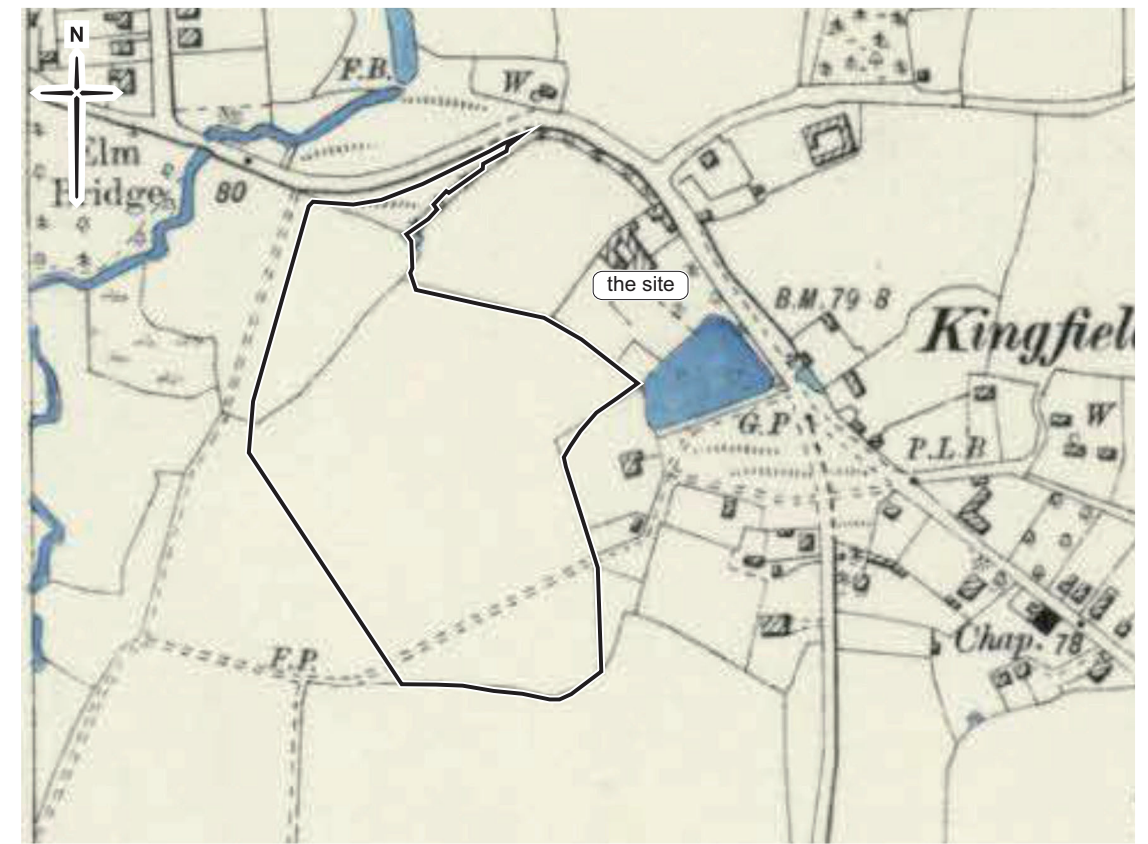 N
F.B.
W
Elm
Bridge
80
the site
B.M. 79 8
Kingfiel
G.P
W
P.L.B
F.P.
Chap. 78